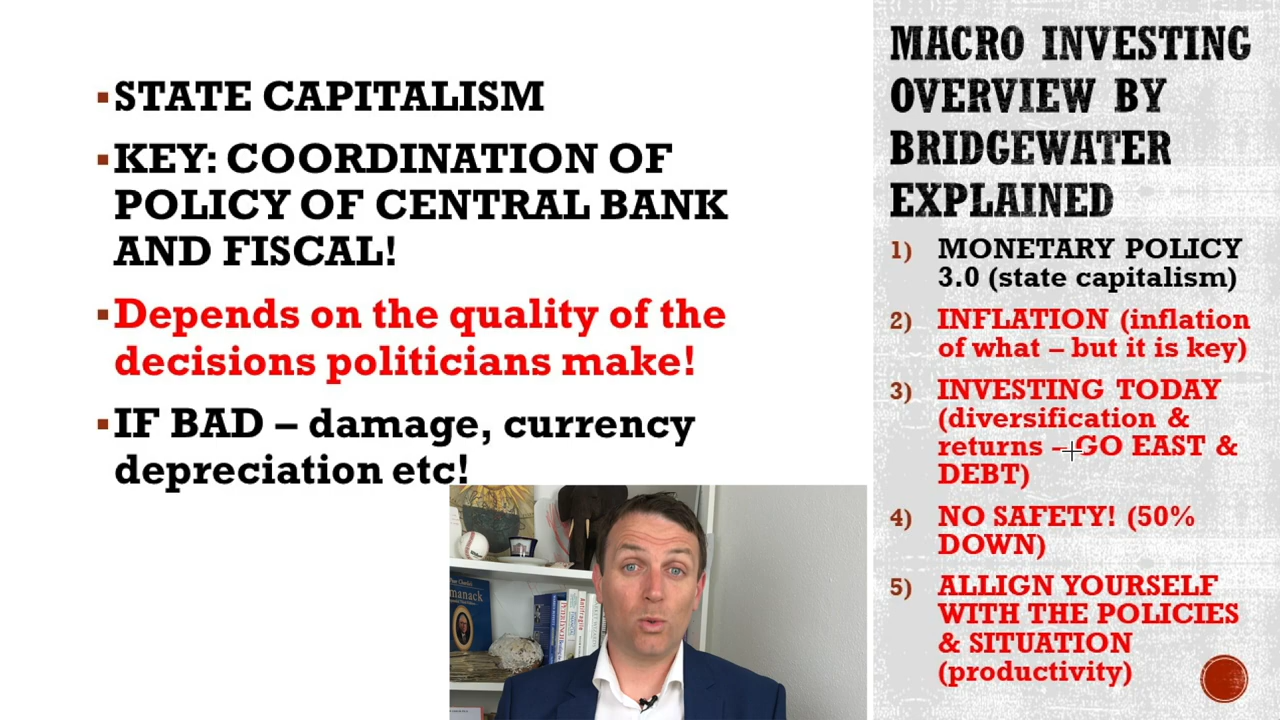 STATE CAPITALISM
KEY: COORDINATION OF
POLICY OF CENTRAL BANK
AND FISCAL!
Depends on the quality of the
decisions politicians make!
IF BAD – damage, currency
depreciation etc!
MACRO INVESTING
OVERVIEW BY
BRIDGEWATER
EXPLAINED
1) MONETARY POLICY
3.0 (state capitalism)
2) INFLATION (inflation
of what – but it is key)
3) INVESTING TODAY
(diversification &
returns – GO EAST &
DEBT)
4) NO SAFETY! (50%
DOWN)
5) ALLIGN YOURSELF
WITH THE POLICIES
& SITUATION
(productivity)
manack
Antifragile